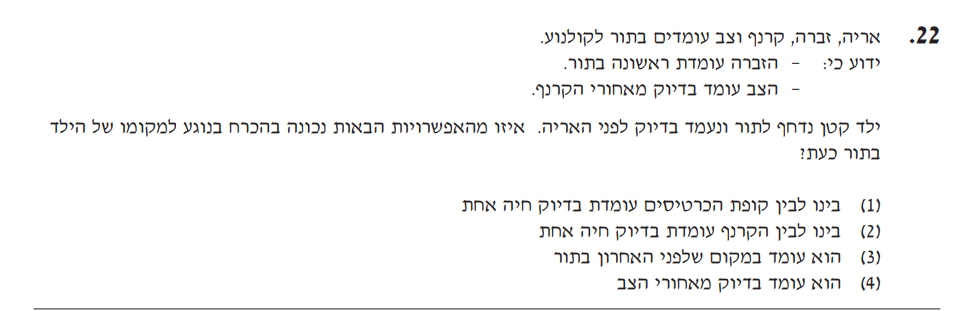 22. אריה, זברה, קרנף וצב עומדים בתור לקולנוע.
ידוע כי: – הזברה עומדת ראשונה בתור.
– הצב עומד בדיוק מאחורי הקרנף.
ילד קטן נדחף לתור ונעמד בדיוק לפני האריה. איזו מהאפשרויות הבאות נכונה בהכרח בנוגע למקומו של הילד
בתור כעת?
(1) בינו לבין קופת הכרטיסים עומדת בדיוק חיה אחת
(2) בינו לבין הקרנף עומדת בדיוק חיה אחת
(3) הוא עומד במקום שלפני האחרון בתור
(4) הוא עומד בדיוק מאחורי הצב